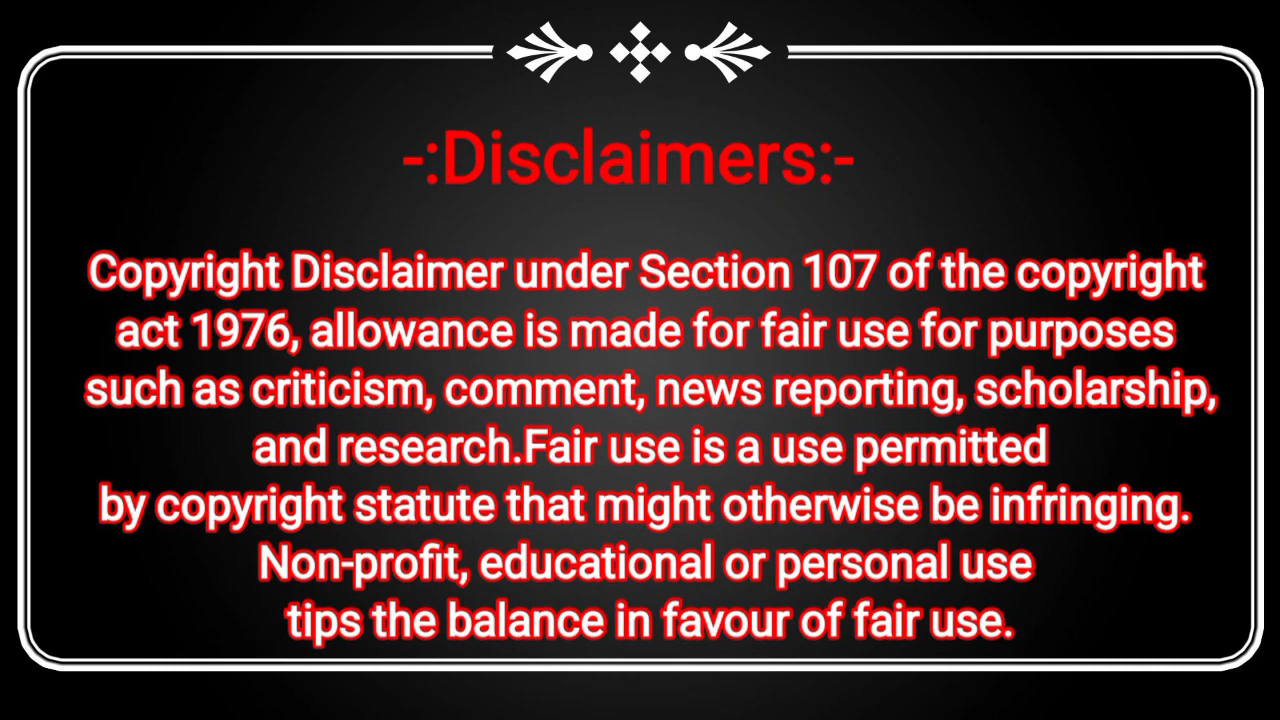 -:Disclaimers:-
Copyright Disclaimer under Section 107 of the copyright
act 1976, allowance is made for fair use for purposes
such as criticism, comment, news reporting, scholarship,
and research.Fair use is a use permitted
by copyright statute that might otherwise be infringing.
Non-profit, educational or personal use
tips the balance in favour of fair use.